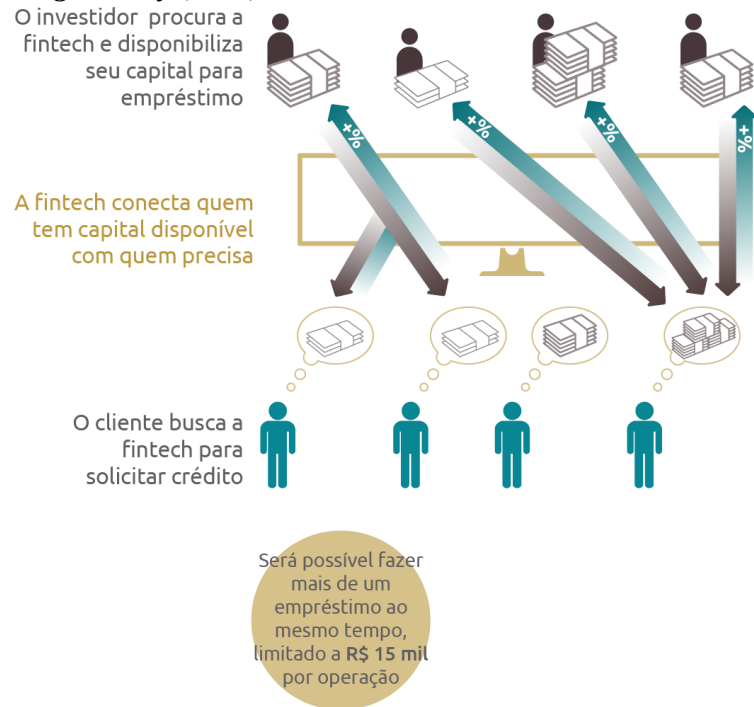 O investidor procura a
fintech e disponibiliza
seu capital para
empréstimo
+%
+%
+%
+%
A fintech conecta quem
tem capital disponível
com quem precisa
O cliente busca a
fintech para
solicitar crédito
Será possível fazer
mais de um
empréstimo ao
mesmo tempo,
limitado a R$ 15 mil
por operação